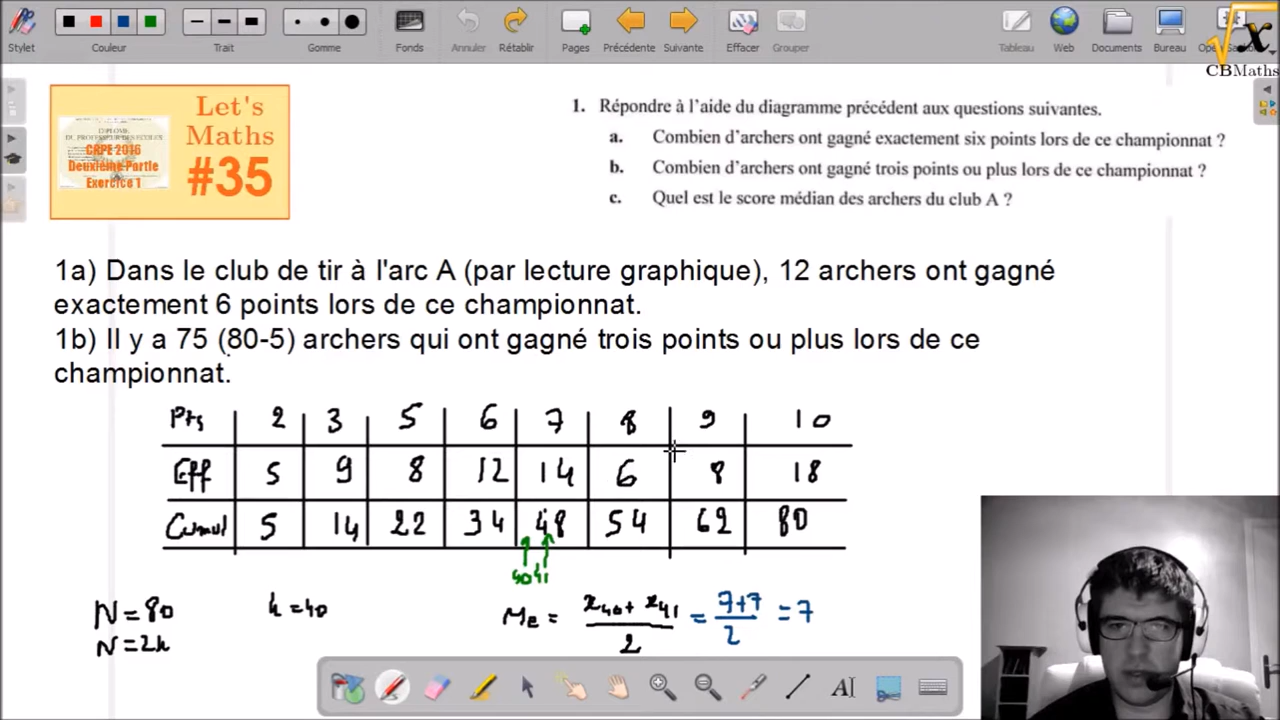 Stylet Couleur Trait Gomme Fonds Annuler Rétablir Pages Précédente Suivante Effacer Grouper Tableau Web Documents Bureau
CBMaths
Let's
Maths
#35
CRPE 2016
Deuxième Partie
Exercice 1
1. Répondre à l'aide du diagramme précédent aux questions suivantes.
a. Combien d'archers ont gagné exactement six points lors de ce championnat ?
b. Combien d'archers ont gagné trois points ou plus lors de ce championnat ?
c. Quel est le score médian des archers du club A ?
1a) Dans le club de tir à l'arc A (par lecture graphique), 12 archers ont gagné
exactement 6 points lors de ce championnat.
1b) Il y a 75 (80-5) archers qui ont gagné trois points ou plus lors de ce
championnat.
Pts 2 3 5 6 7 8 9 10
Eff 5 9 8 12 14 6 8 18
Cumul 5 14 22 34 48 54 62 80
40 41
N = 80 k = 40 Me = x40 + x41 / 2 = 7+7 / 2 = 7
N = 2k
AI